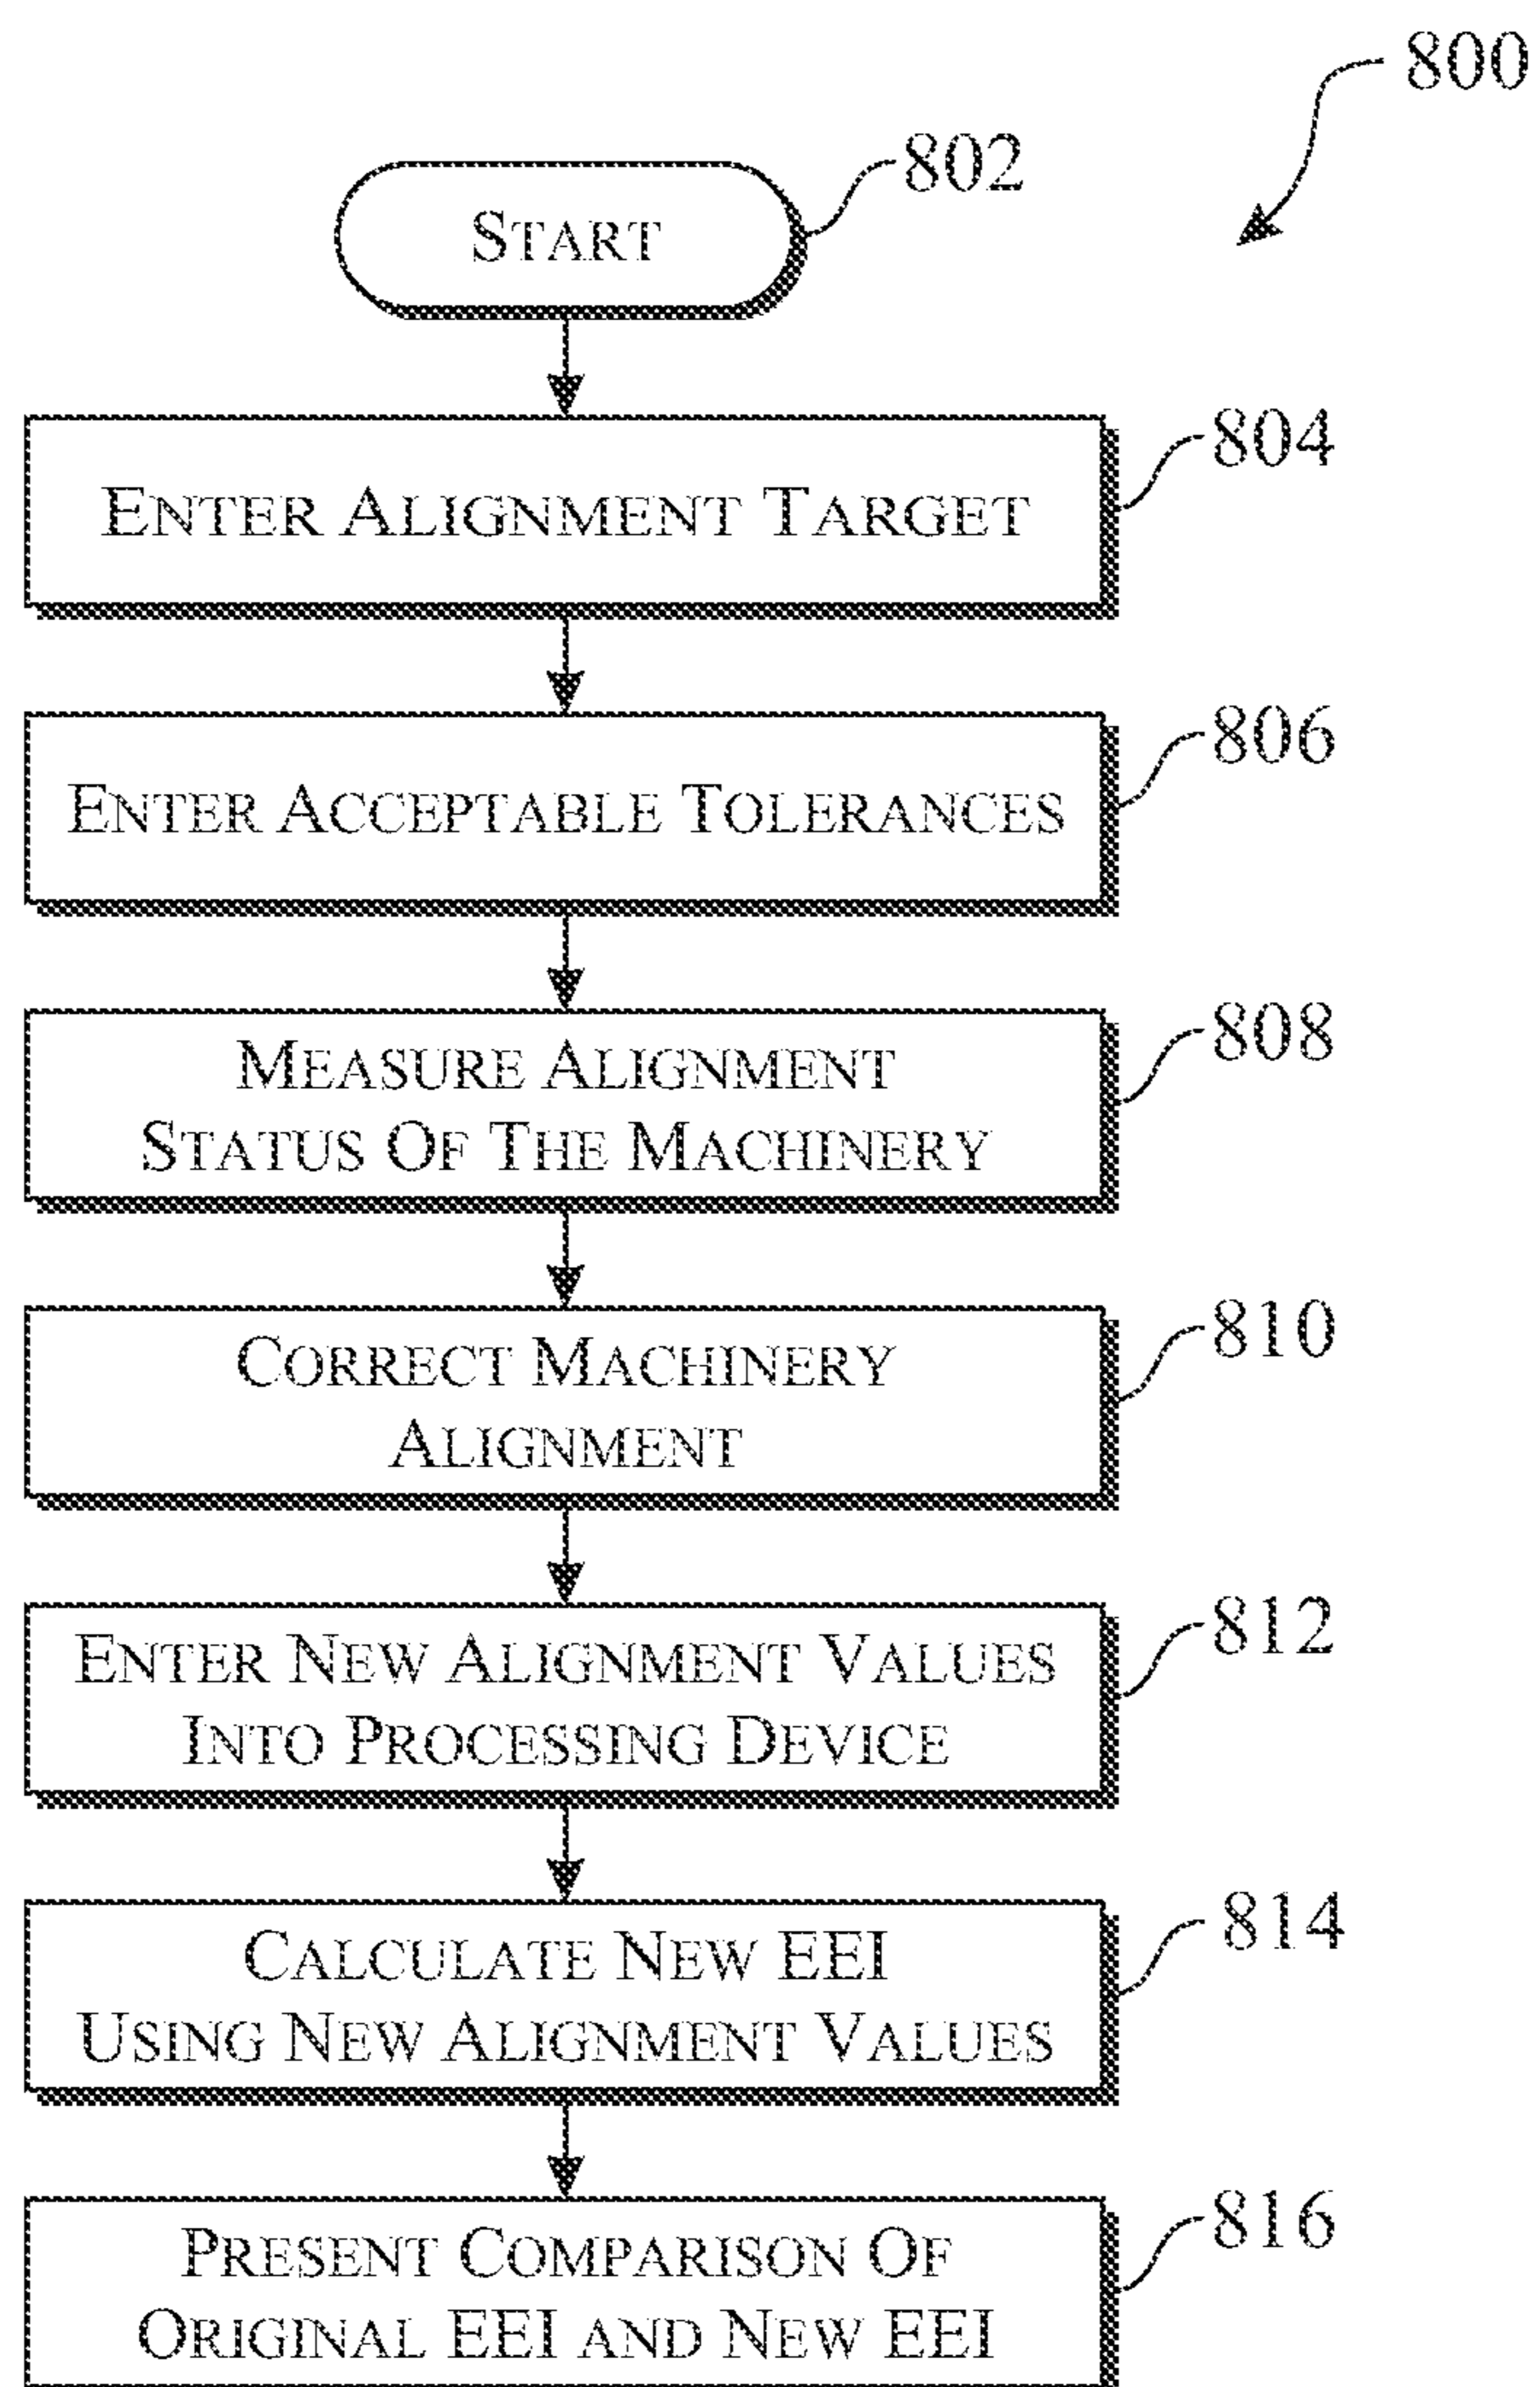 800
802
START
804
ENTER ALIGNMENT TARGET
806
ENTER ACCEPTABLE TOLERANCES
808
MEASURE ALIGNMENT
STATUS OF THE MACHINERY
810
CORRECT MACHINERY
ALIGNMENT
812
ENTER NEW ALIGNMENT VALUES
INTO PROCESSING DEVICE
814
CALCULATE NEW EEI
USING NEW ALIGNMENT VALUES
816
PRESENT COMPARISON OF
ORIGINAL EEI AND NEW EEI